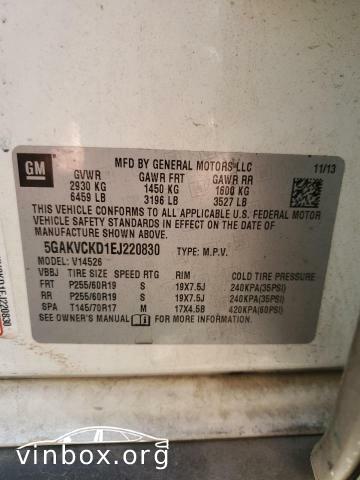 GM
MFD BY GENERAL MOTORS LLC
11/13
GVWR GAWR FRT GAWR RR
2930 KG 1450 KG 1600 KG
6459 LB 3196 LB 3527 LB
THIS VEHICLE CONFORMS TO ALL APPLICABLE U.S. FEDERAL MOTOR
VEHICLE SAFETY STANDARDS IN EFFECT ON THE DATE OF
MANUFACTURE SHOWN ABOVE.
5GAKVCKD1EJ220830 TYPE: M.P.V.
MODEL: V14526
VBBJ TIRE SIZE SPEED RTG RIM COLD TIRE PRESSURE
FRT P255/60R19 S 19X7.5J 240KPA(35PSI)
RR P255/60R19 S 19X7.5J 240KPA(35PSI)
SPA T145/70R17 M 17X4.5B 420KPA(60PSI)
SEE OWNER'S MANUAL FOR MORE INFORMATION
vinbox.org